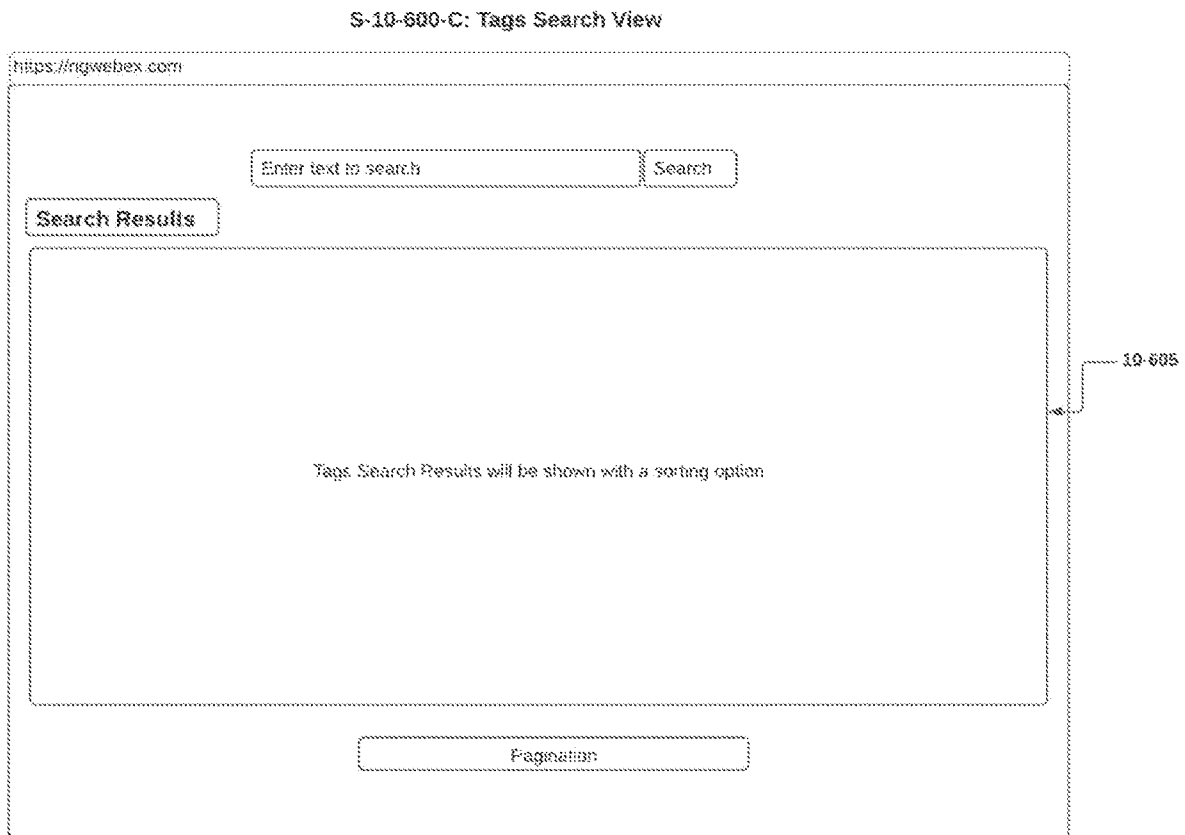 S-10-600-C: Tags Search View
https://ngwebex.com
Enter text to search
Search
Search Results
10-605
Tags Search Results will be shown with a sorting option
Pagination